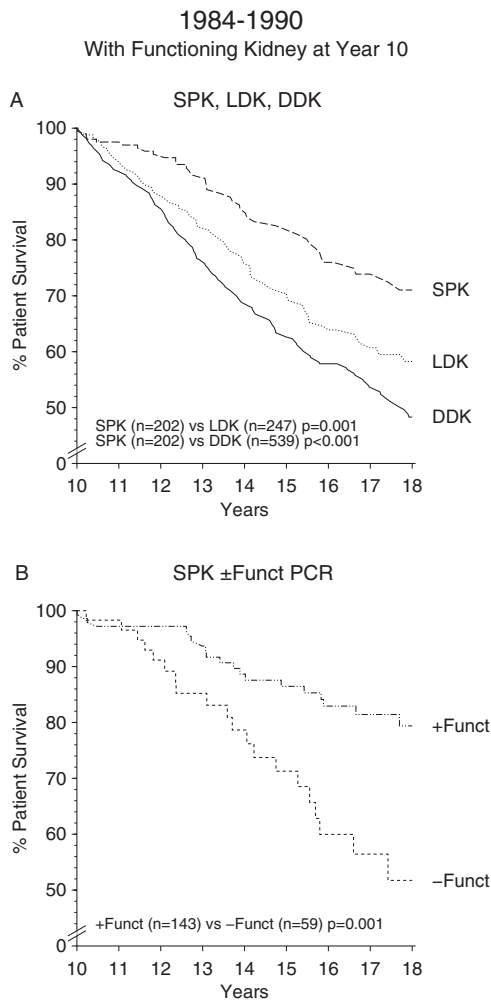 1984-1990
With Functioning Kidney at Year 10
A
SPK, LDK, DDK
100
90
80
70
60
50
0
% Patient Survival
SPK
LDK
DDK
SPK (n=202) vs LDK (n=247) p=0.001
SPK (n=202) vs DDK (n=539) p<0.001
10 11 12 13 14 15 16 17 18
Years
B
SPK ±Funct PCR
100
90
80
70
60
50
0
% Patient Survival
+Funct
−Funct
+Funct (n=143) vs −Funct (n=59) p=0.001
10 11 12 13 14 15 16 17 18
Years